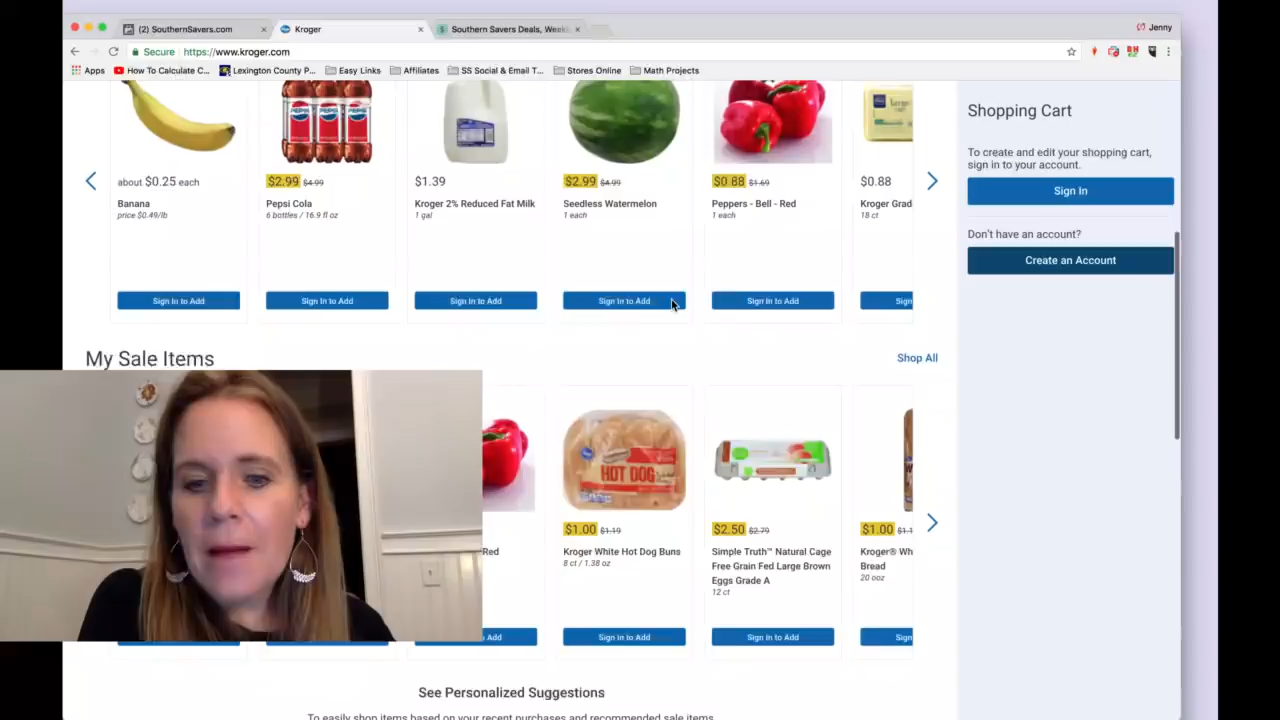 (2) SouthernSavers.com
Kroger
Southern Savers Deals, Week
Jenny
Secure https://www.kroger.com
Apps
How To Calculate C...
Lexington County P...
Easy Links
Affiliates
SS Social & Email T...
Stores Online
Math Projects
PEPSI PEPSI PEPSI
about $0.25 each
Banana
price $0.49/lb
Sign In to Add
$2.99 $4.99
Pepsi Cola
6 bottles / 16.9 fl oz
Sign In to Add
$1.39
Kroger 2% Reduced Fat Milk
1 gal
Sign In to Add
$2.99 $4.99
Seedless Watermelon
1 each
Sign In to Add
$0.88 $1.69
Peppers - Bell - Red
1 each
Sign In to Add
$0.88
Kroger Grad
18 ct
Sign
Shopping Cart
To create and edit your shopping cart,
sign in to your account.
Sign In
Don't have an account?
Create an Account
My Sale Items
Shop All
Red
Add
HOT DOG
$1.00 $1.19
Kroger White Hot Dog Buns
8 ct / 1.38 oz
Sign In to Add
$2.50 $2.79
Simple Truth™ Natural Cage
Free Grain Fed Large Brown
Eggs Grade A
12 ct
Sign In to Add
$1.00 $1.1
Kroger® Wh
Bread
20 ooz
Sign
See Personalized Suggestions
To easily shop items based on your recent purchases and recommended sale items,